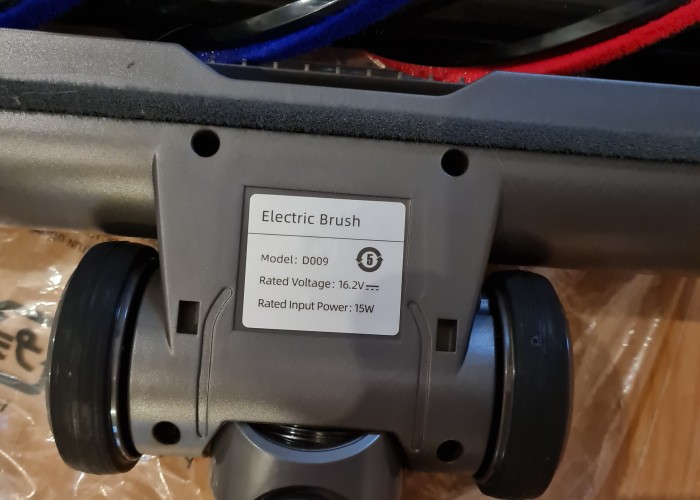 Electric Brush
Model: D009
5
Rated Voltage: 16.2V⎓
Rated Input Power: 15W